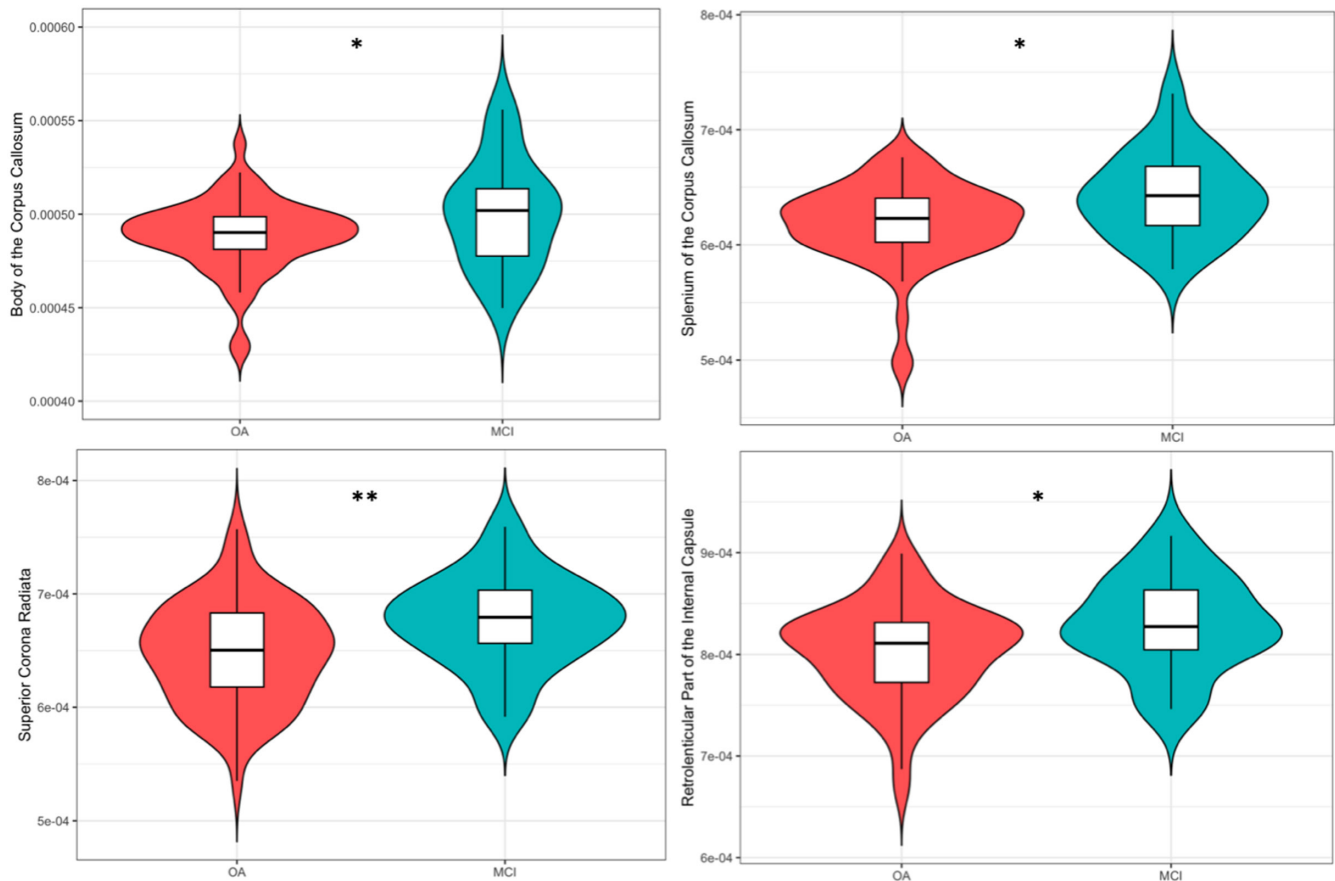 Body of the Corpus Callosum
0.00060
0.00055
0.00050
0.00045
0.00040
*
OA
MCI
Splenium of the Corpus Callosum
8e-04
7e-04
6e-04
5e-04
*
OA
MCI
Superior Corona Radiata
8e-04
7e-04
6e-04
5e-04
**
OA
MCI
Retrolenticular Part of the Internal Capsule
9e-04
8e-04
7e-04
6e-04
*
OA
MCI